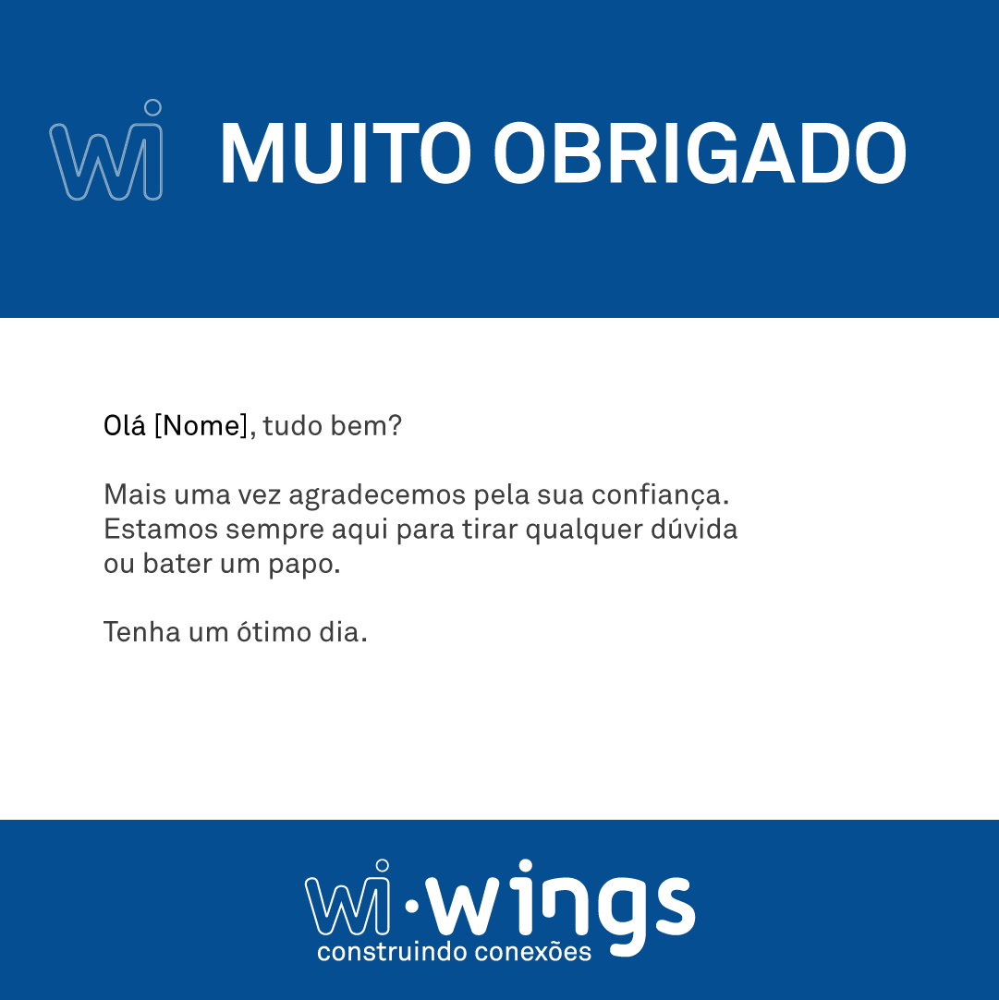 wi MUITO OBRIGADO
Olá [Nome], tudo bem?
Mais uma vez agradecemos pela sua confiança.
Estamos sempre aqui para tirar qualquer dúvida
ou bater um papo.
Tenha um ótimo dia.
wi·wings
construindo conexões